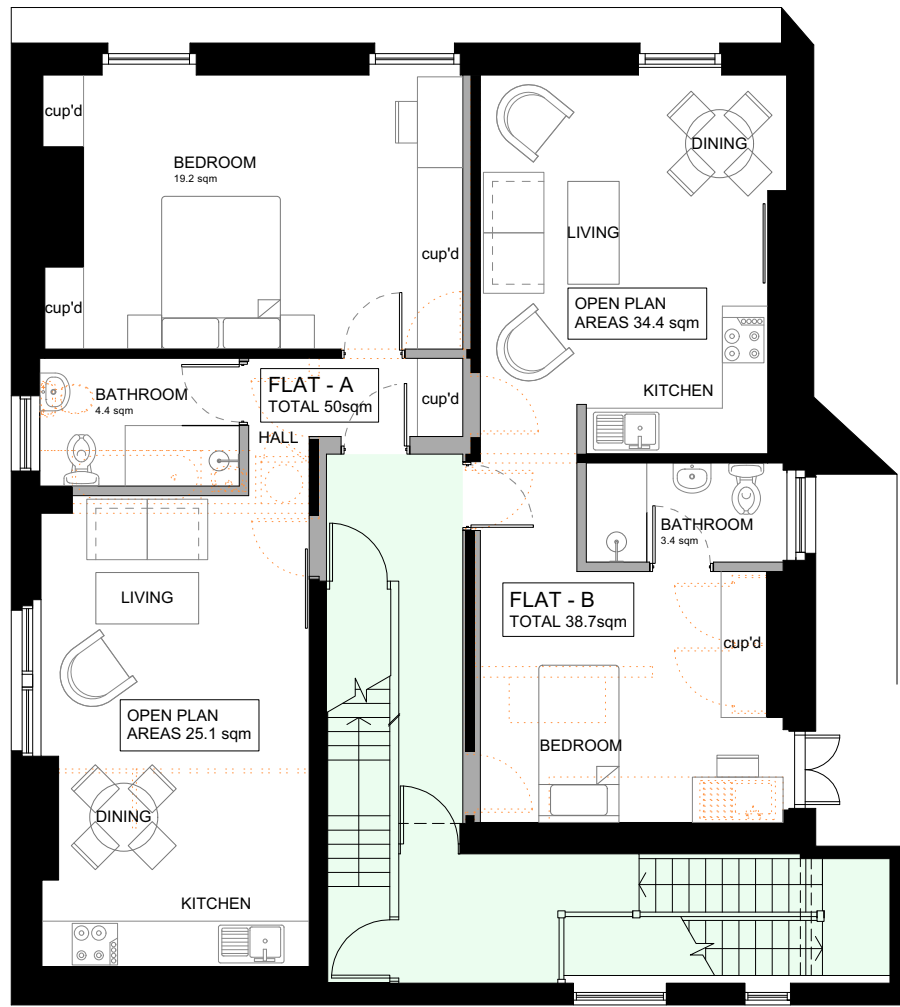 cup'd
BEDROOM
19.2 sqm
cup'd
cup'd
DINING
LIVING
OPEN PLAN
AREAS 34.4 sqm
KITCHEN
BATHROOM
4.4 sqm
FLAT - A
TOTAL 50sqm
cup'd
HALL
BATHROOM
3.4 sqm
LIVING
FLAT - B
TOTAL 38.7sqm
cup'd
OPEN PLAN
AREAS 25.1 sqm
BEDROOM
DINING
KITCHEN